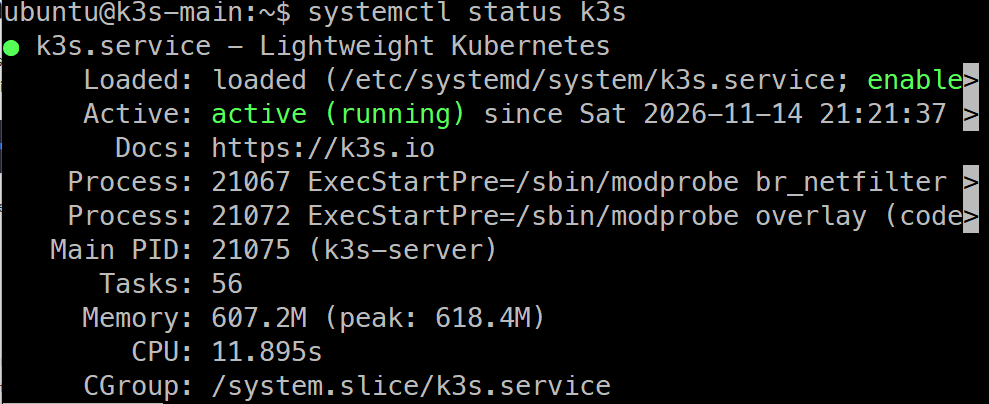 ubuntu@k3s-main:~$ systemctl status k3s
● k3s.service - Lightweight Kubernetes
Loaded: loaded (/etc/systemd/system/k3s.service; enable>
Active: active (running) since Sat 2026-11-14 21:21:37 >
Docs: https://k3s.io
Process: 21067 ExecStartPre=/sbin/modprobe br_netfilter >
Process: 21072 ExecStartPre=/sbin/modprobe overlay (code>
Main PID: 21075 (k3s-server)
Tasks: 56
Memory: 607.2M (peak: 618.4M)
CPU: 11.895s
CGroup: /system.slice/k3s.service